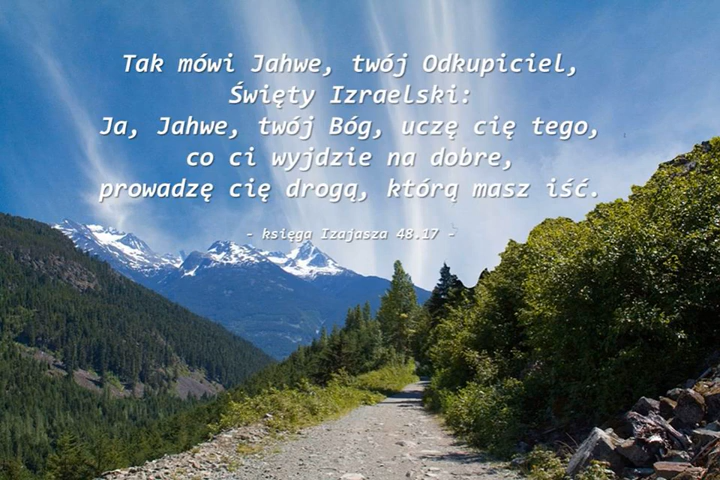 Tak mówi Jahwe, twój Odkupiciel,
Święty Izraelski:
Ja, Jahwe, twój Bóg, uczę cię tego,
co ci wyjdzie na dobre,
prowadzę cię drogą, którą masz iść.
- księga Izajasza 48.17 -